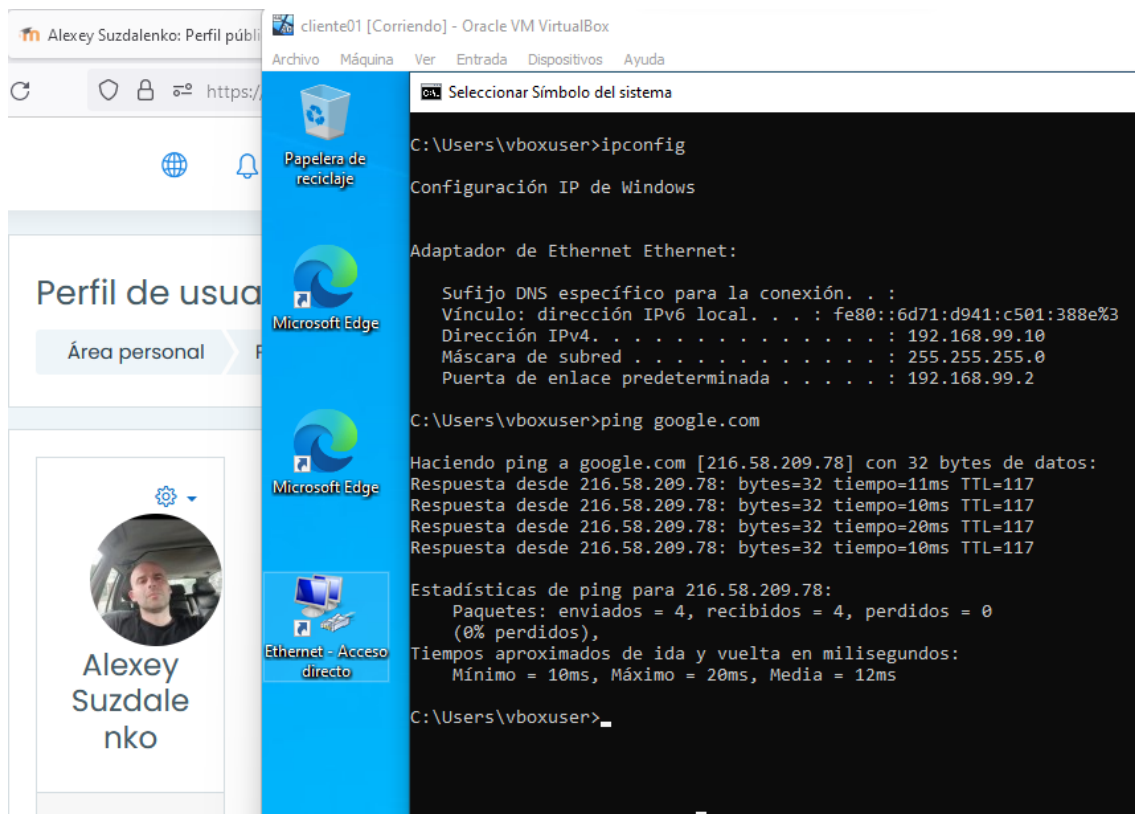 Alexey Suzdalenko: Perfil públi
https:/
Perfil de usua
Área personal
Alexey
Suzdale
nko
cliente01 [Corriendo] - Oracle VM VirtualBox
Archivo Máquina Ver Entrada Dispositivos Ayuda
Papelera de
reciclaje
Microsoft Edge
Microsoft Edge
Ethernet - Acceso
directo
Seleccionar Símbolo del sistema
C:\Users\vboxuser>ipconfig
Configuración IP de Windows
Adaptador de Ethernet Ethernet:
Sufijo DNS específico para la conexión. . :
Vínculo: dirección IPv6 local. . . : fe80::6d71:d941:c501:388e%3
Dirección IPv4. . . . . . . . . . . . . . : 192.168.99.10
Máscara de subred . . . . . . . . . . . . : 255.255.255.0
Puerta de enlace predeterminada . . . . . : 192.168.99.2
C:\Users\vboxuser>ping google.com
Haciendo ping a google.com [216.58.209.78] con 32 bytes de datos:
Respuesta desde 216.58.209.78: bytes=32 tiempo=11ms TTL=117
Respuesta desde 216.58.209.78: bytes=32 tiempo=10ms TTL=117
Respuesta desde 216.58.209.78: bytes=32 tiempo=20ms TTL=117
Respuesta desde 216.58.209.78: bytes=32 tiempo=10ms TTL=117
Estadísticas de ping para 216.58.209.78:
Paquetes: enviados = 4, recibidos = 4, perdidos = 0
(0% perdidos),
Tiempos aproximados de ida y vuelta en milisegundos:
Mínimo = 10ms, Máximo = 20ms, Media = 12ms
C:\Users\vboxuser>